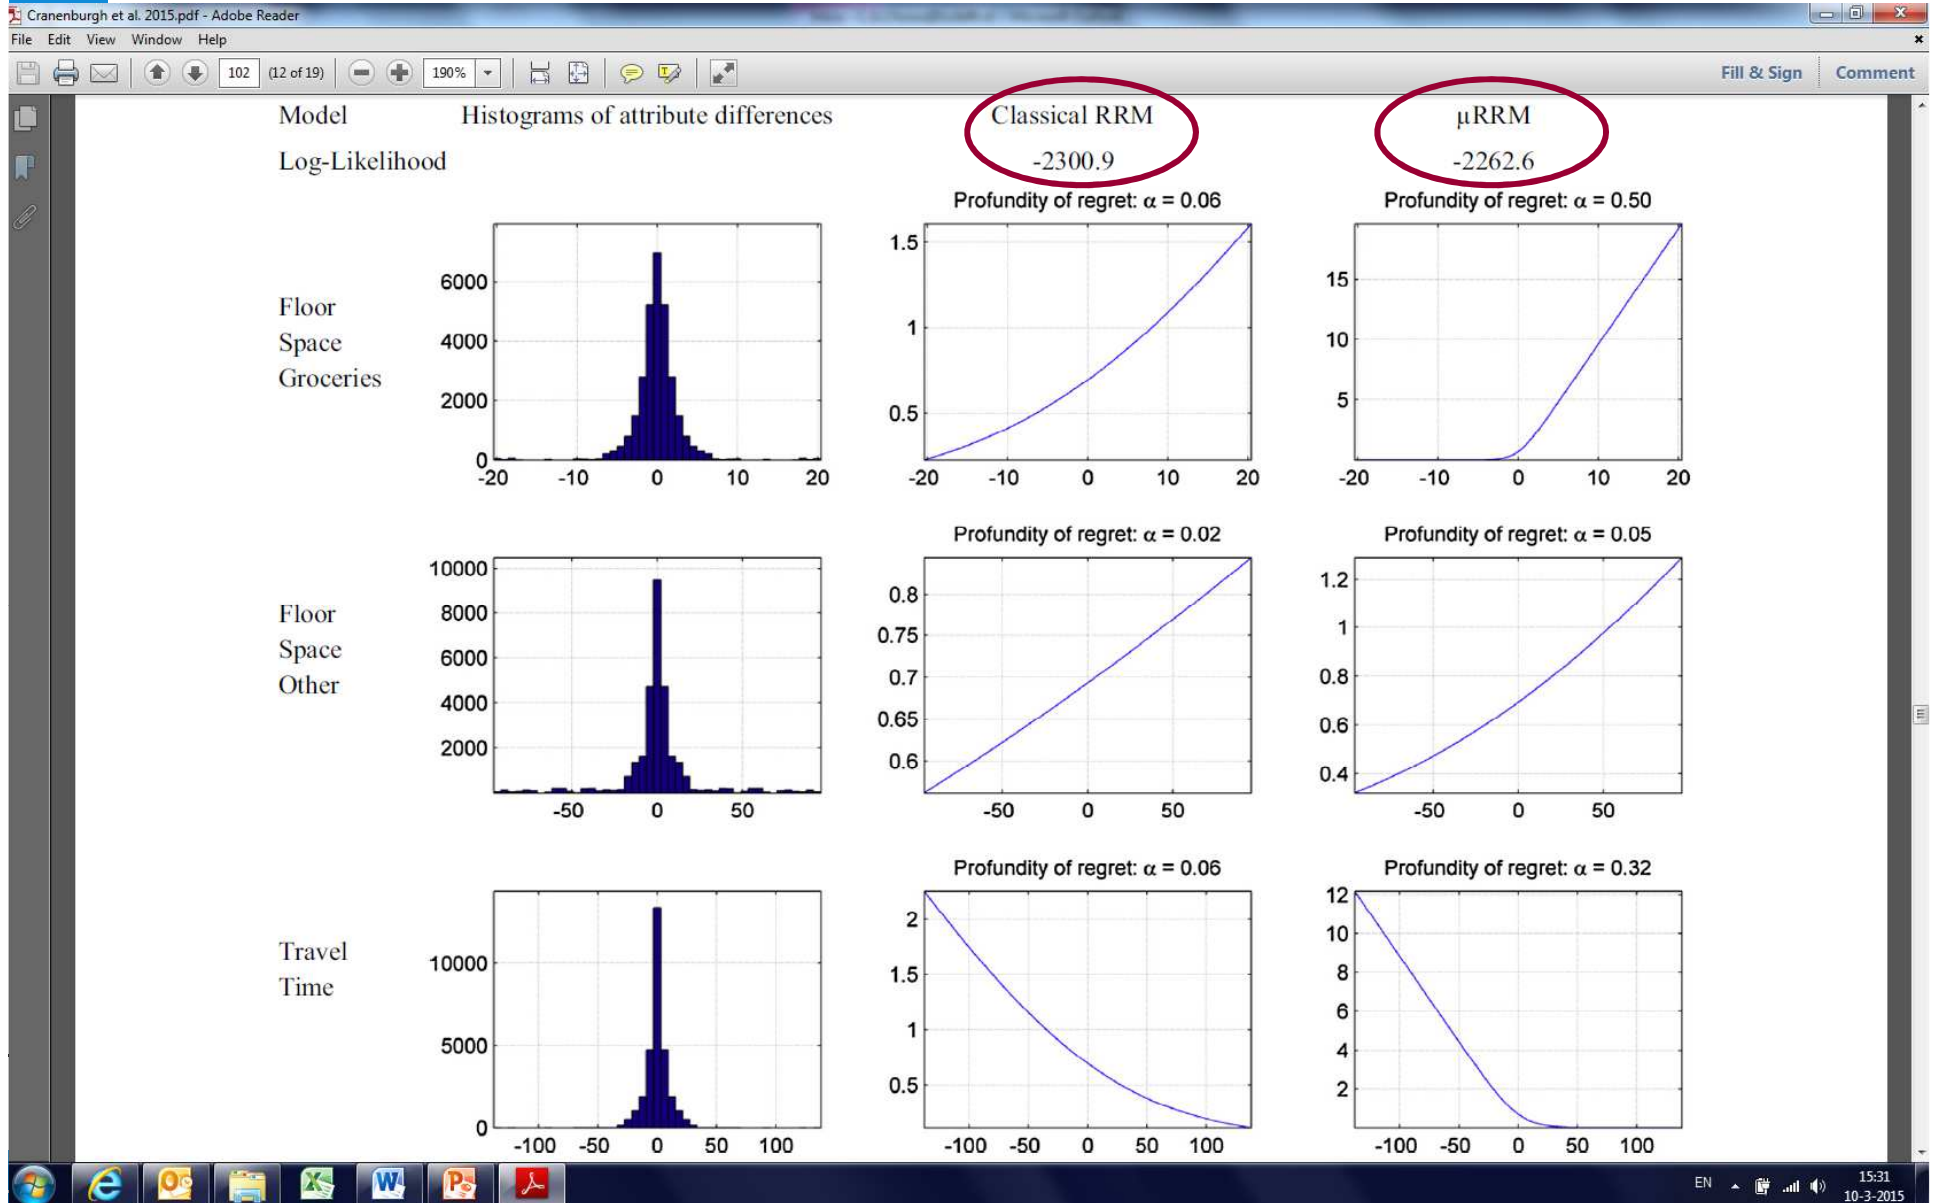 Cranenburgh et al. 2015.pdf - Adobe Reader
File Edit View Window Help
102 (12 of 19) 190% Fill & Sign Comment
Model Histograms of attribute differences Classical RRM µRRM
Log-Likelihood -2300.9 -2262.6
Profundity of regret: α = 0.06 Profundity of regret: α = 0.50
Floor
Space
Groceries
6000
4000
2000
0
-20 -10 0 10 20
1.5
1
0.5
-20 -10 0 10 20
15
10
5
-20 -10 0 10 20
Profundity of regret: α = 0.02 Profundity of regret: α = 0.05
Floor
Space
Other
10000
8000
6000
4000
2000
-50 0 50
0.8
0.75
0.7
0.65
0.6
-50 0 50
1.2
1
0.8
0.6
0.4
-50 0 50
Profundity of regret: α = 0.06 Profundity of regret: α = 0.32
Travel
Time
10000
5000
0
-100 -50 0 50 100
2
1.5
1
0.5
-100 -50 0 50 100
12
10
8
6
4
2
-100 -50 0 50 100
EN 15:31
10-3-2015